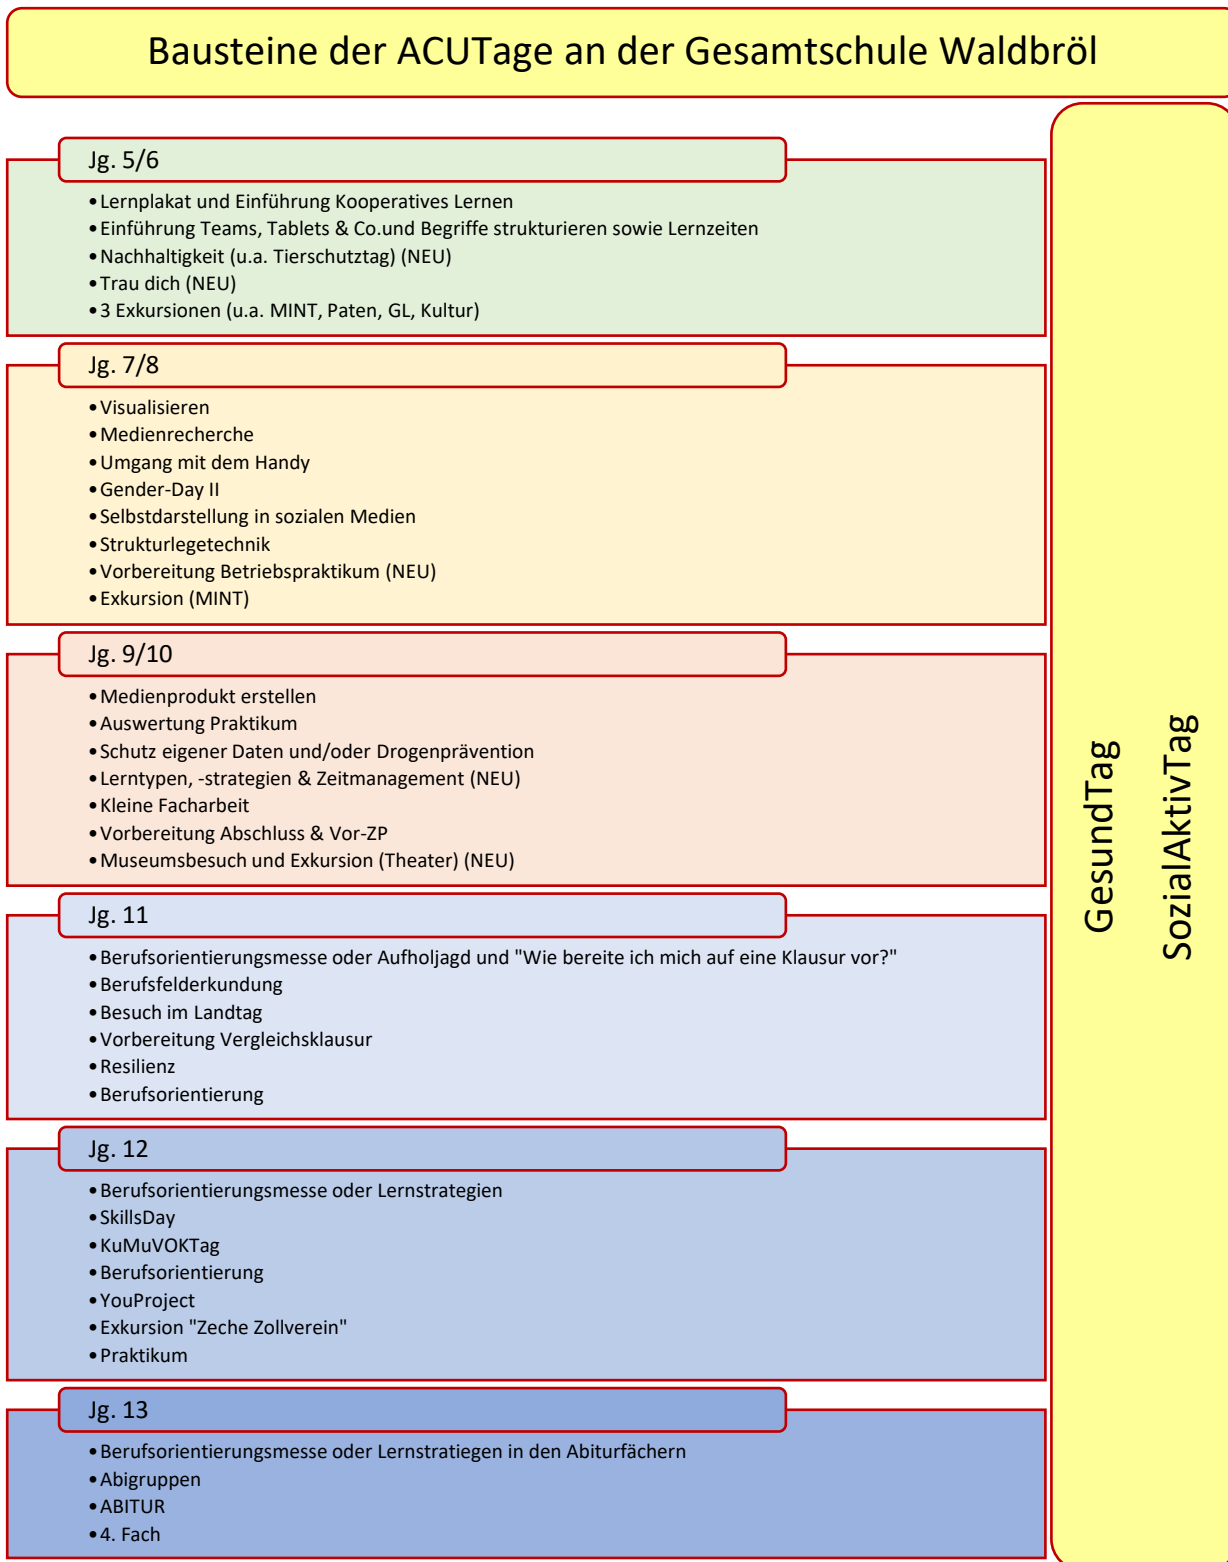 Bausteine der ACUTage an der Gesamtschule Waldbröl
Jg. 5/6
•Lernplakat und Einführung Kooperatives Lernen
•Einführung Teams, Tablets & Co.und Begriffe strukturieren sowie Lernzeiten
•Nachhaltigkeit (u.a. Tierschutztag) (NEU)
•Trau dich (NEU)
•3 Exkursionen (u.a. MINT, Paten, GL, Kultur)
Jg. 7/8
•Visualisieren
•Medienrecherche
•Umgang mit dem Handy
•Gender-Day II
•Selbstdarstellung in sozialen Medien
•Strukturlegetechnik
•Vorbereitung Betriebspraktikum (NEU)
•Exkursion (MINT)
Jg. 9/10
•Medienprodukt erstellen
•Auswertung Praktikum
•Schutz eigener Daten und/oder Drogenprävention
•Lerntypen, -strategien & Zeitmanagement (NEU)
•Kleine Facharbeit
•Vorbereitung Abschluss & Vor-ZP
•Museumsbesuch und Exkursion (Theater) (NEU)
Jg. 11
•Berufsorientierungsmesse oder Aufholjagd und "Wie bereite ich mich auf eine Klausur vor?"
•Berufsfelderkundung
•Besuch im Landtag
•Vorbereitung Vergleichsklausur
•Resilienz
•Berufsorientierung
Jg. 12
•Berufsorientierungsmesse oder Lernstrategien
•SkillsDay
•KuMuVOKTag
•Berufsorientierung
•YouProject
•Exkursion "Zeche Zollverein"
•Praktikum
Jg. 13
•Berufsorientierungsmesse oder Lernstratiegen in den Abiturfächern
•Abigruppen
•ABITUR
•4. Fach
GesundTag
SozialAktivTag